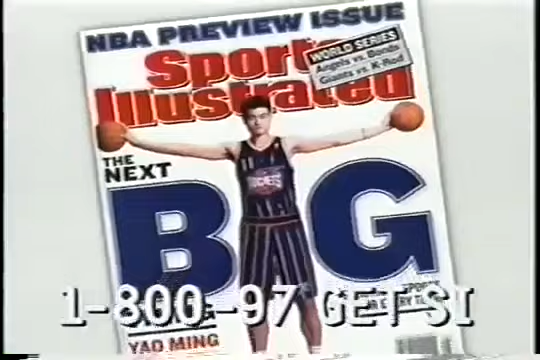 NBA PREVIEW ISSUE
Sports
Illustrated
WORLD SERIES
Angels vs. Bonds
Giants vs. K-Rod
THE
NEXT
BIG
ROCKETS
1-800-97 GET SI
YAO MING